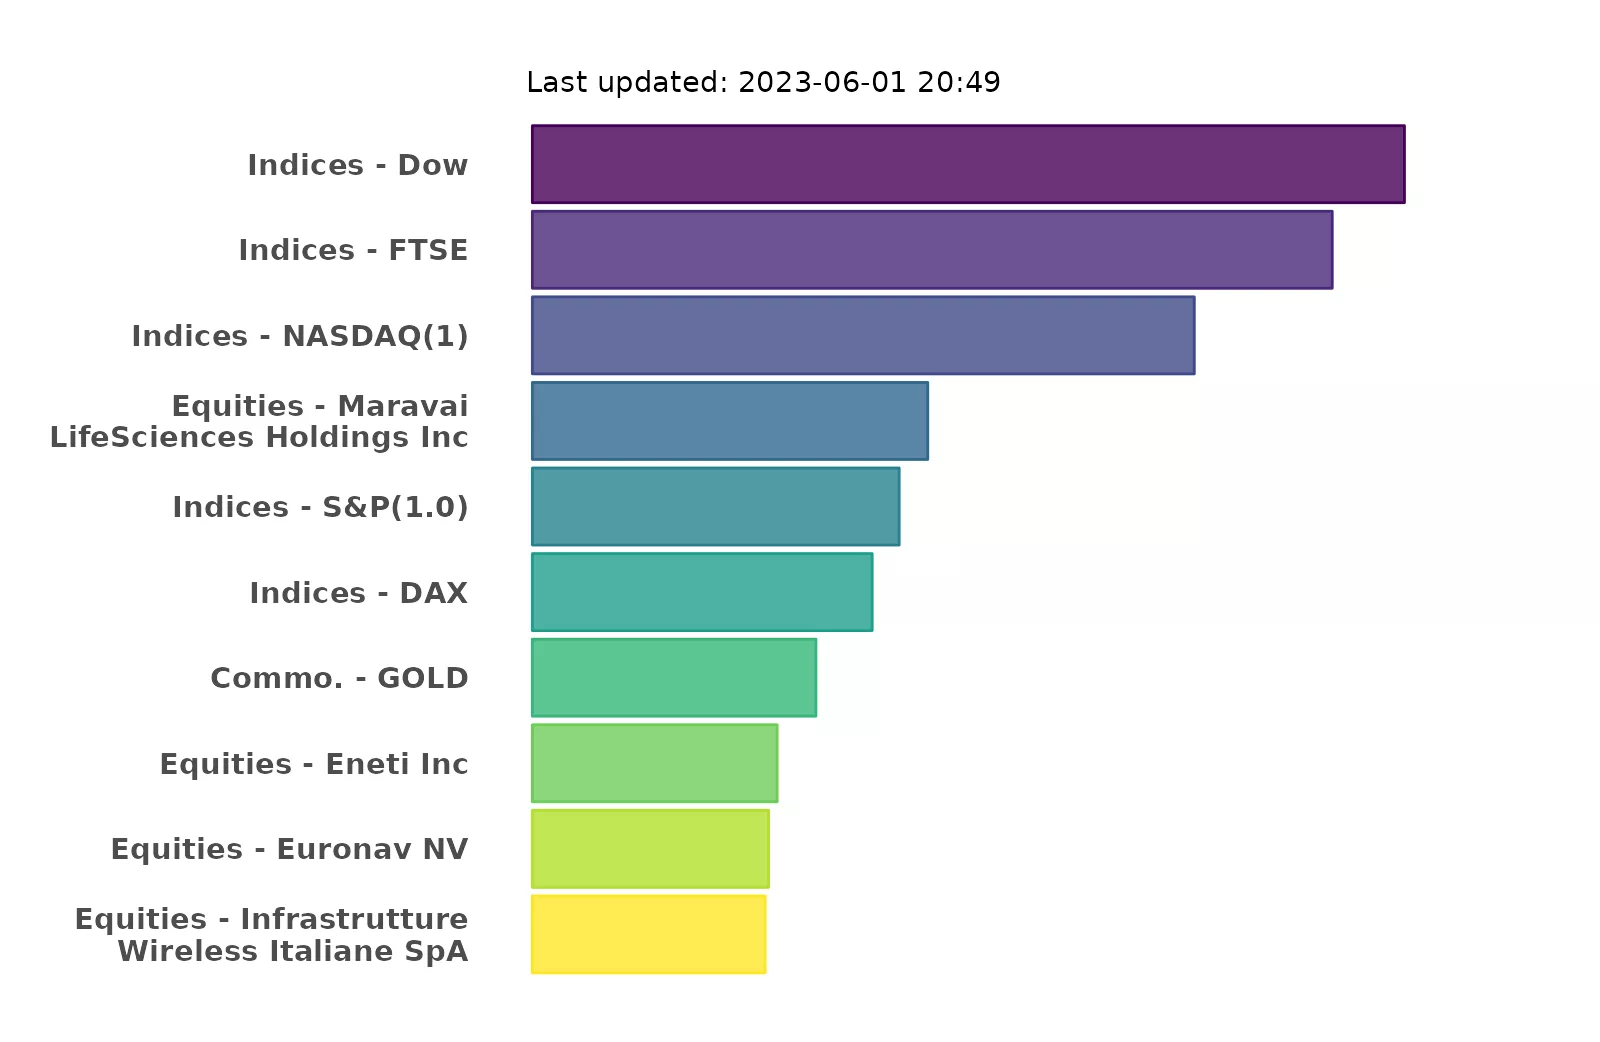 Last updated: 2023-06-01 20:49
Indices - Dow
Indices - FTSE
Indices - NASDAQ(1)
Equities - Maravai
LifeSciences Holdings Inc
Indices - S&P(1.0)
Indices - DAX
Commo. - GOLD
Equities - Eneti Inc
Equities - Euronav NV
Equities - Infrastrutture
Wireless Italiane SpA